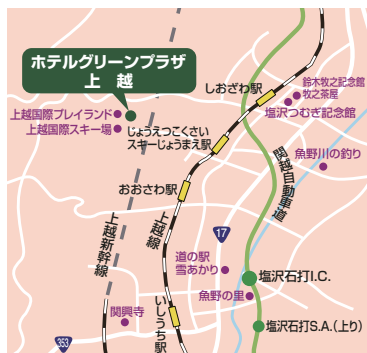 ホテルグリーンプラザ
上越
しおざわ駅
鈴木牧之記念館
牧之茶屋
塩沢つむぎ記念館
上越国際プレイランド
上越国際スキー場
じょうえつこくさい
スキーじょうまえ駅
関越自動車道
魚野川の釣り
おおさわ駅
上越新幹線
上越線
17
道の駅
雪あかり
塩沢石打I.C.
魚野の里
いしうち駅
関興寺
塩沢石打S.A.(上り)
353